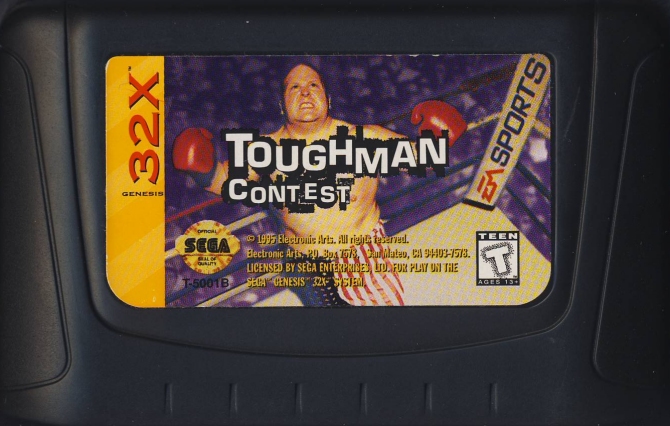 32X™
GENESIS
TOUGHMAN
CONTEST
EA SPORTS
OFFICIAL
SEGA
SEAL OF
QUALITY
T-5001B
© 1995 Electronic Arts. All rights reserved.
Electronic Arts, P.O. Box 7578, San Mateo, CA 94403-7578.
LICENSED BY SEGA ENTERPRISES, LTD. FOR PLAY ON THE
SEGA™ GENESIS™ 32X™ SYSTEM.
TEEN
T
AGES 13+